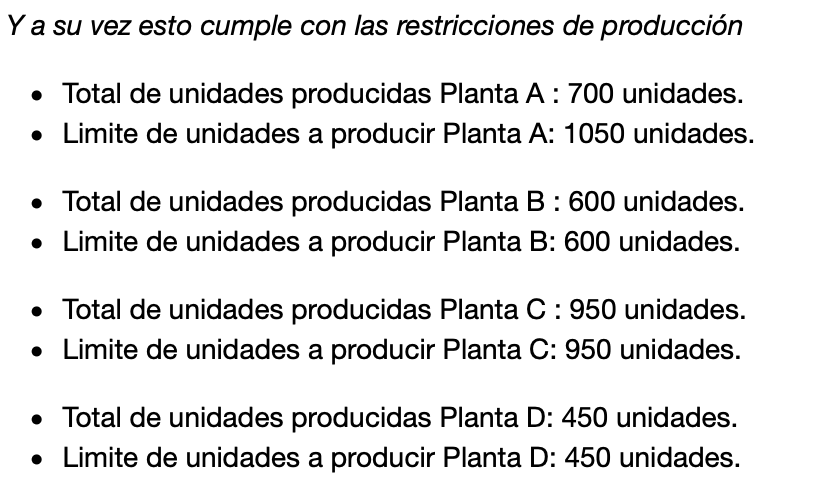 Y a su vez esto cumple con las restricciones de producción
• Total de unidades producidas Planta A : 700 unidades.
• Limite de unidades a producir Planta A: 1050 unidades.
• Total de unidades producidas Planta B : 600 unidades.
• Limite de unidades a producir Planta B: 600 unidades.
• Total de unidades producidas Planta C : 950 unidades.
• Limite de unidades a producir Planta C: 950 unidades.
• Total de unidades producidas Planta D: 450 unidades.
• Limite de unidades a producir Planta D: 450 unidades.